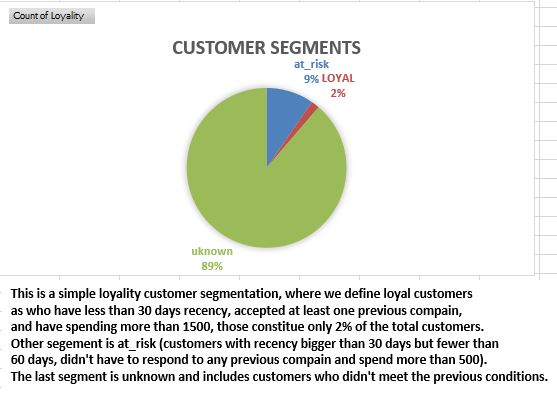 Count of Loyality
CUSTOMER SEGMENTS
at_risk
9%
LOYAL
2%
uknown
89%
This is a simple loyality customer segmentation, where we define loyal customers
as who have less than 30 days recency, accepted at least one previous compain,
and have spending more than 1500, those constitue only 2% of the total customers.
Other segement is at_risk (customers with recency bigger than 30 days but fewer than
60 days, didn't have to respond to any previous compain and spend more than 500).
The last segment is unknown and includes customers who didn't meet the previous conditions.